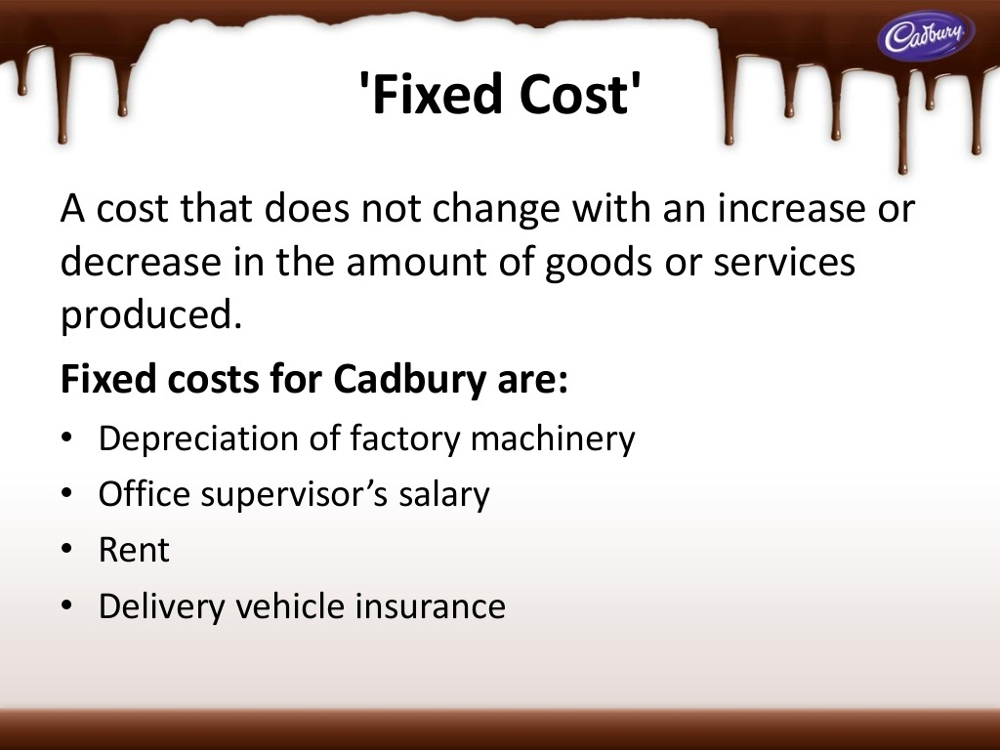 Cadbury
'Fixed Cost'
A cost that does not change with an increase or
decrease in the amount of goods or services
produced.
Fixed costs for Cadbury are:
• Depreciation of factory machinery
• Office supervisor’s salary
• Rent
• Delivery vehicle insurance